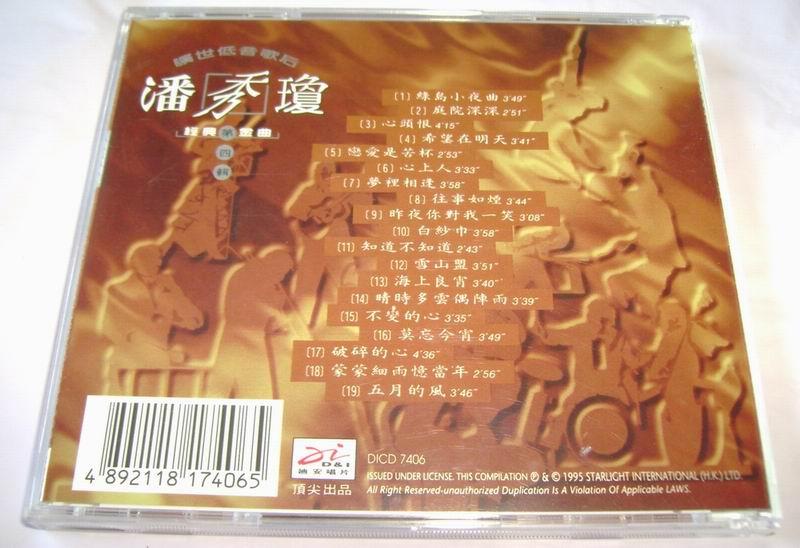 曠世低音歌后
潘秀瓊
經典金曲
第四輯
(1) 綠島小夜曲 3'49"
(2) 庭院深深 2'51"
(3) 心頭恨 4'15"
(4) 希望在明天 3'41"
(5) 戀愛是苦杯 2'53"
(6) 心上人 3'33"
(7) 夢裡相逢 3'58"
(8) 往事如煙 3'44"
(9) 昨夜你對我一笑 3'08"
(10) 白紗巾 3'58"
(11) 知道不知道 2'43"
(12) 雪山盟 3'51"
(13) 海上良宵 3'40"
(14) 晴時多雲偶陣雨 3'39"
(15) 不變的心 3'35"
(16) 莫忘今宵 3'49"
(17) 破碎的心 4'36"
(18) 蒙蒙細雨憶當年 2'56"
(19) 五月的風 3'46"
4 892118 174065
Di
D&I
迪安唱片
頂尖出品
DICD 7406
ISSUED UNDER LICENSE. THIS COMPILATION ℗ & © 1995 STARLIGHT INTERNATIONAL (H.K.) LTD.
All Right Reserved-unauthorized Duplication Is A Violation Of Applicable LAWS.